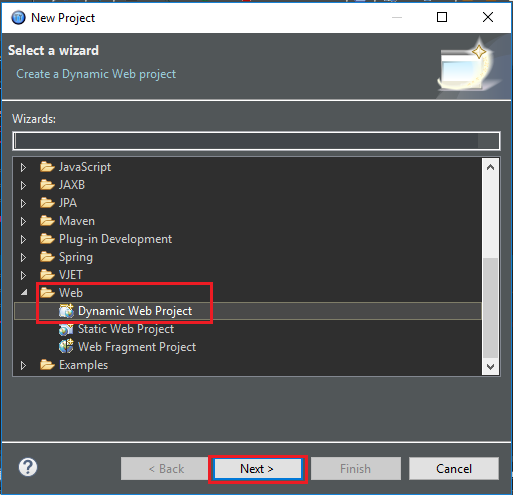 New Project
Select a wizard
Create a Dynamic Web project
Wizards:
JavaScript
JAXB
JPA
Maven
Plug-in Development
Spring
VJET
Web
Dynamic Web Project
Static Web Project
Web Fragment Project
Examples
? < Back Next > Finish Cancel